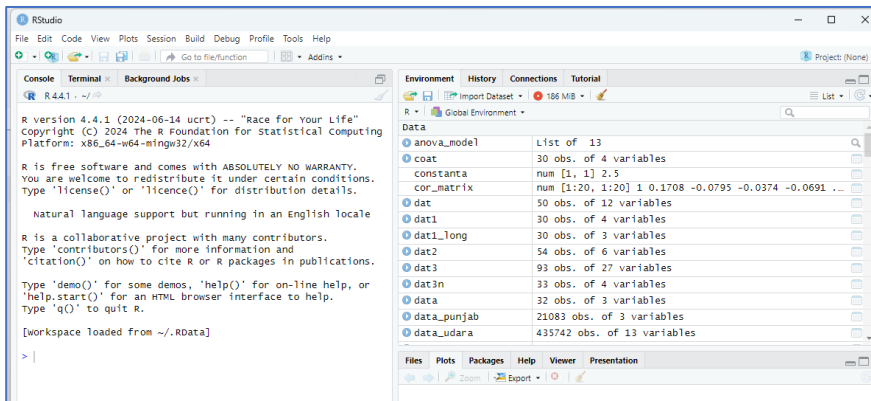 RStudio
File Edit Code View Plots Session Build Debug Profile Tools Help
Go to file/function Addins Project: (None)
Console Terminal Background Jobs
R 4.4.1 · ~/
R version 4.4.1 (2024-06-14 ucrt) -- "Race for Your Life"
Copyright (C) 2024 The R Foundation for Statistical Computing
Platform: x86_64-w64-mingw32/x64
R is free software and comes with ABSOLUTELY NO WARRANTY.
You are welcome to redistribute it under certain conditions.
Type 'license()' or 'licence()' for distribution details.
Natural language support but running in an English locale
R is a collaborative project with many contributors.
Type 'contributors()' for more information and
'citation()' on how to cite R or R packages in publications.
Type 'demo()' for some demos, 'help()' for on-line help, or
'help.start()' for an HTML browser interface to help.
Type 'q()' to quit R.
[workspace loaded from ~/.RData]
>
Environment History Connections Tutorial
Import Dataset 186 MiB List
R Global Environment
Data
anova_model List of 13
coat 30 obs. of 4 variables
constanta num [1, 1] 2.5
cor_matrix num [1:20, 1:20] 1 0.1708 -0.0795 -0.0374 -0.0691 ...
dat 50 obs. of 12 variables
dat1 30 obs. of 4 variables
dat1_long 30 obs. of 3 variables
dat2 54 obs. of 6 variables
dat3 93 obs. of 27 variables
dat3n 33 obs. of 4 variables
data 32 obs. of 3 variables
data_punjab 21083 obs. of 3 variables
data_udara 435742 obs. of 13 variables
Files Plots Packages Help Viewer Presentation
Zoom Export